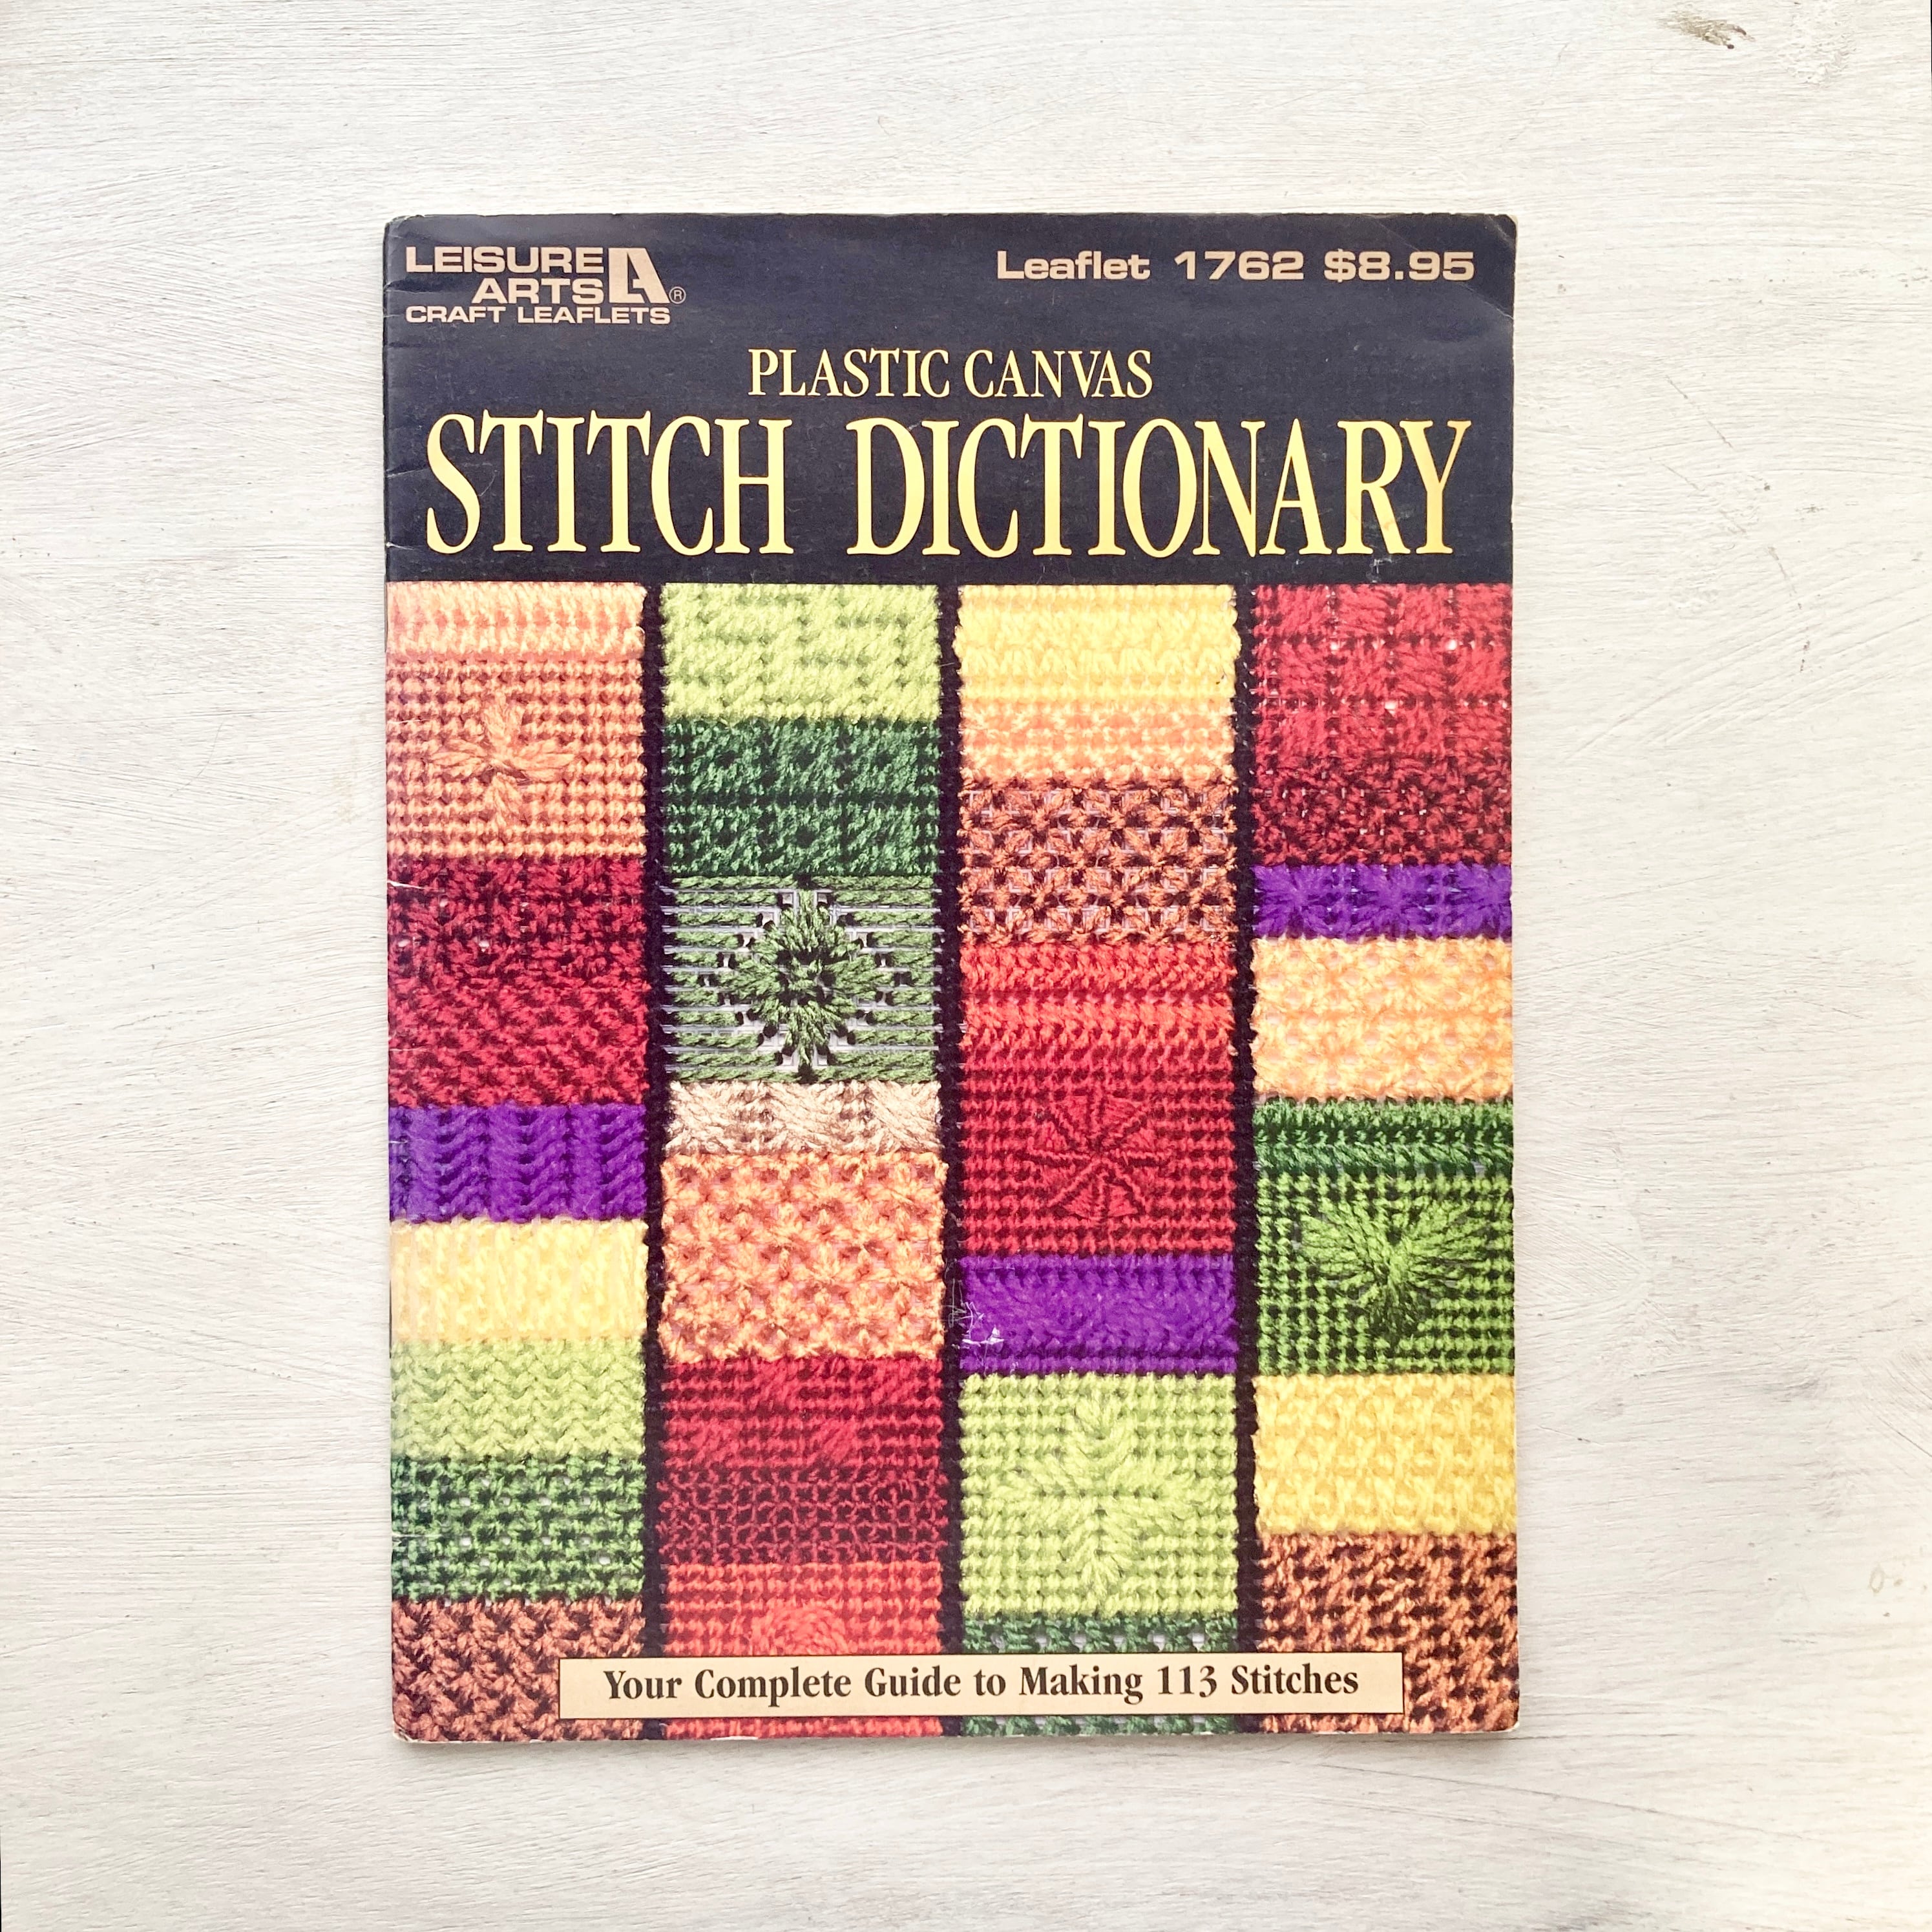 LEISURE
ARTS
CRAFT LEAFLETS
Leaflet 1762 $8.95
PLASTIC CANVAS
STITCH DICTIONARY
Your Complete Guide to Making 113 Stitches